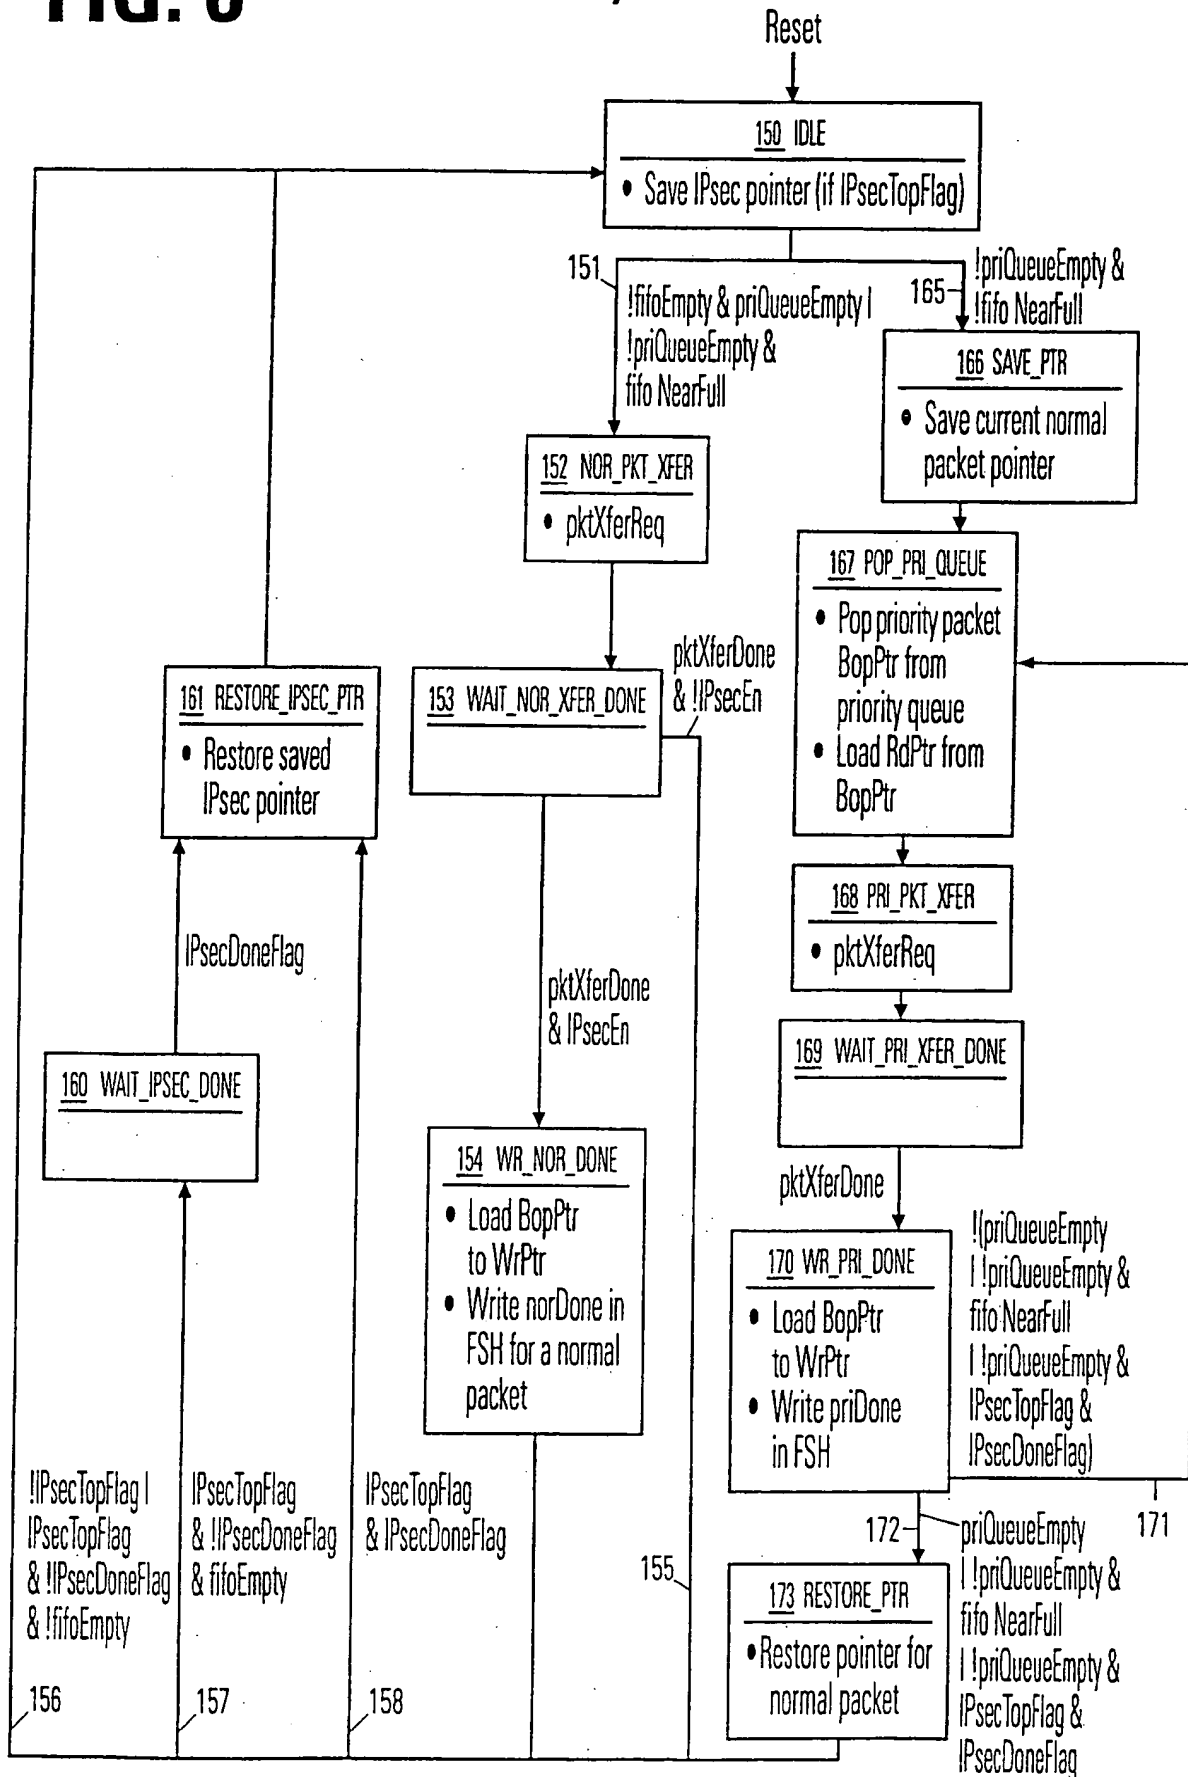 FIG. 6
Reset
150 IDLE
• Save IPsec pointer (if IPsecTopFlag)
151
!fifoEmpty & priQueueEmpty |
!priQueueEmpty &
fifo NearFull
165
!priQueueEmpty &
!fifo NearFull
166 SAVE_PTR
• Save current normal
packet pointer
152 NOR_PKT_XFER
• pktXferReq
167 POP_PRI_QUEUE
• Pop priority packet
BopPtr from
priority queue
• Load RdPtr from
BopPtr
161 RESTORE_IPSEC_PTR
• Restore saved
IPsec pointer
153 WAIT_NOR_XFER_DONE
pktXferDone
& !IPsecEn
168 PRI_PKT_XFER
• pktXferReq
IPsecDoneFlag
pktXferDone
& IPsecEn
169 WAIT_PRI_XFER_DONE
160 WAIT_IPSEC_DONE
154 WR_NOR_DONE
• Load BopPtr
to WrPtr
• Write norDone in
FSH for a normal
packet
pktXferDone
170 WR_PRI_DONE
• Load BopPtr
to WrPtr
• Write priDone
in FSH
!(priQueueEmpty
| !priQueueEmpty &
fifo NearFull
| !priQueueEmpty &
IPsecTopFlag &
IPsecDoneFlag)
171
!IPsecTopFlag |
IPsecTopFlag
& !IPsecDoneFlag
& !fifoEmpty
IPsecTopFlag
& !IPsecDoneFlag
& fifoEmpty
IPsecTopFlag
& IPsecDoneFlag
155
172
priQueueEmpty
| !priQueueEmpty &
fifo NearFull
| !priQueueEmpty &
IPsecTopFlag &
IPsecDoneFlag
173 RESTORE_PTR
• Restore pointer for
normal packet
156
157
158